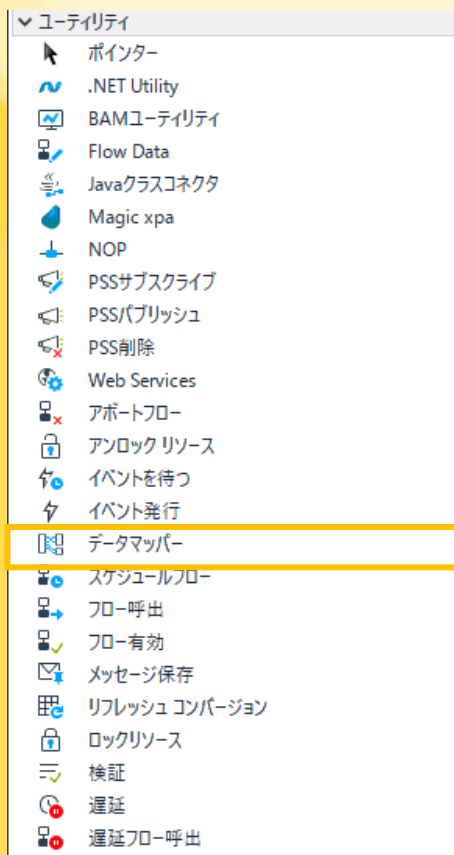 ユーティリティ
ポインター
.NET Utility
BAMユーティリティ
Flow Data
Javaクラスコネクタ
Magic xpa
NOP
PSSサブスクライブ
PSSパブリッシュ
PSS削除
Web Services
アボートフロー
アンロック リソース
イベントを待つ
イベント発行
データマッパー
スケジュールフロー
フロー呼出
フロー有効
メッセージ保存
リフレッシュ コンバージョン
ロックリソース
検証
遅延
遅延フロー呼出